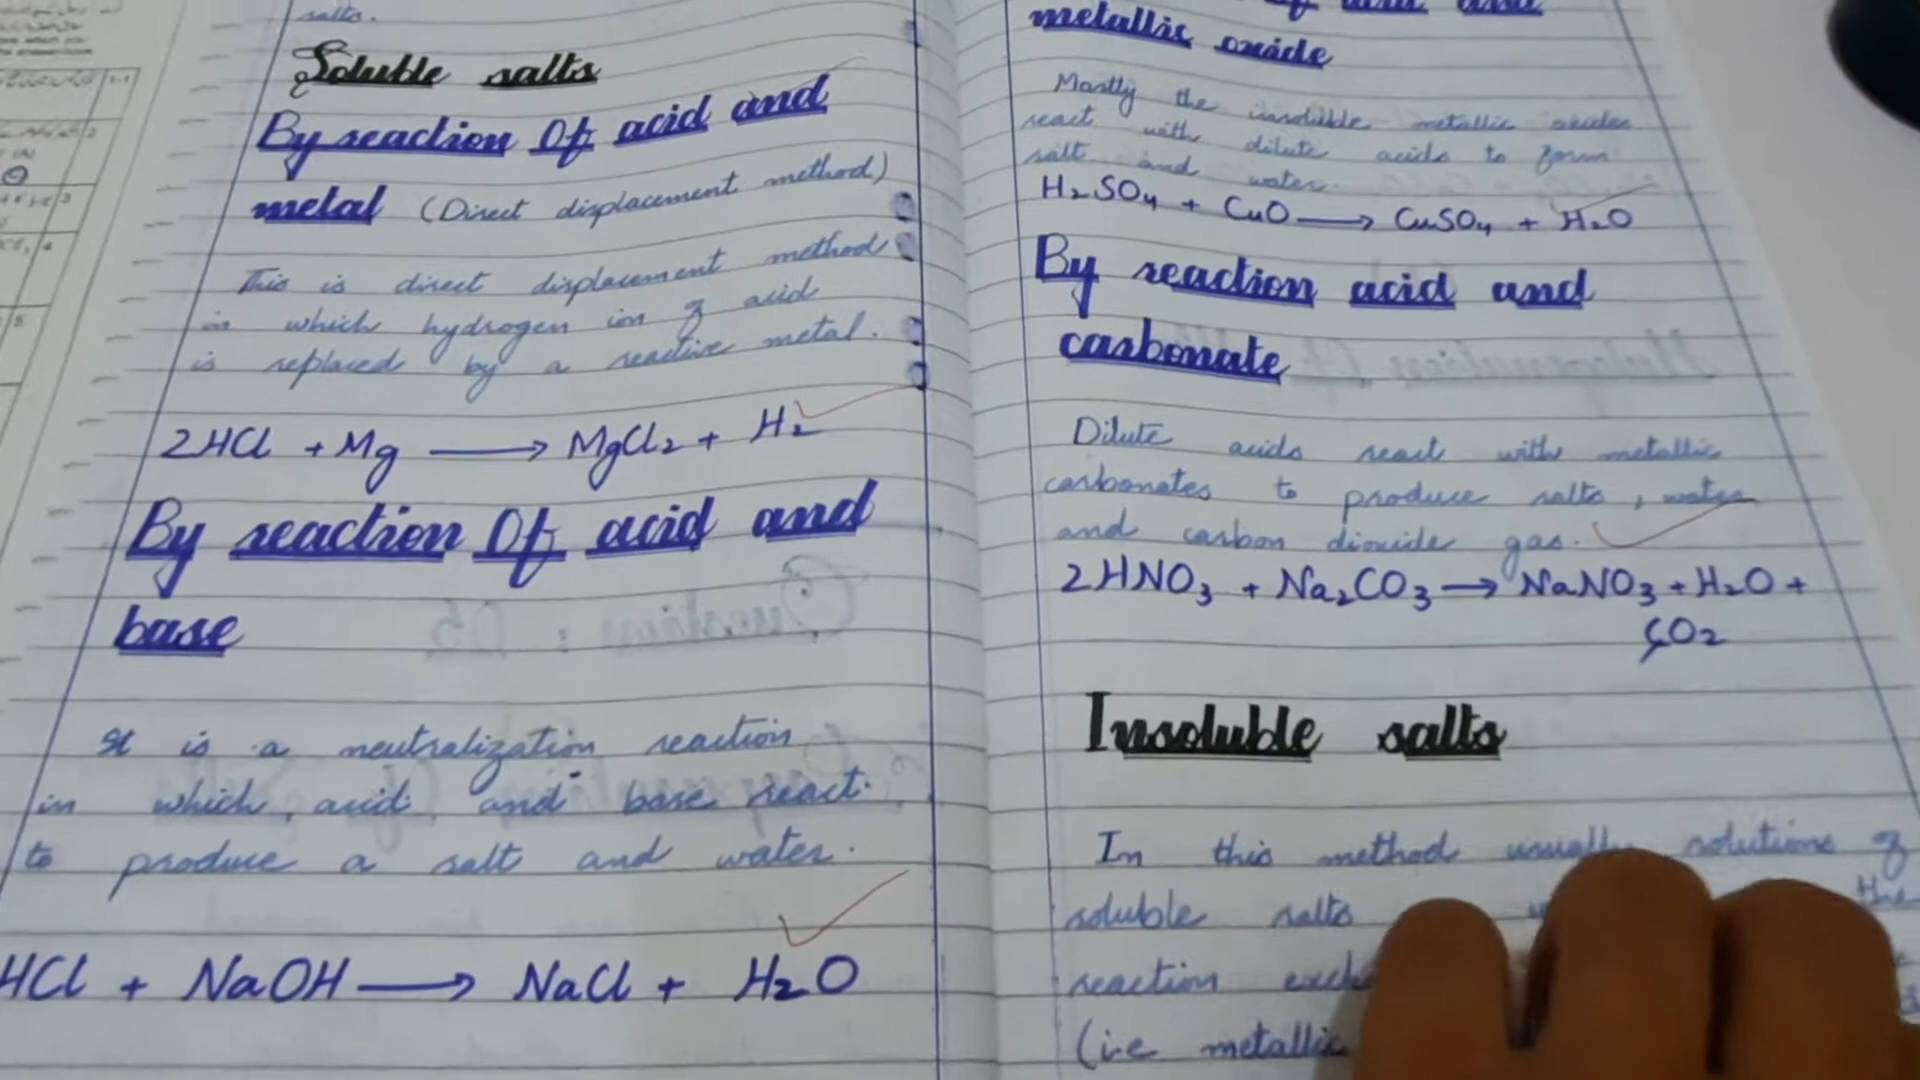 salts.
Soluble salts
By reaction Of acid and
metal (Direct displacement method)
This is direct displacement method
in which hydrogen ion of acid
is replaced by a reactive metal.
2HCl + Mg ⟶ MgCl₂ + H₂
By reaction Of acid and
base
It is a neutralization reaction
in which acid and base react
to produce a salt and water.
HCl + NaOH ⟶ NaCl + H₂O
metallic oxide
Mostly the insoluble metallic oxides
react with dilute acids to form
salt and water.
H₂SO₄ + CuO ⟶ CuSO₄ + H₂O
By reaction acid and
carbonate
Dilute acids react with metallic
carbonates to produce salts, water
and carbon dioxide gas.
2HNO₃ + Na₂CO₃ ⟶ NaNO₃ + H₂O +
CO₂
Insoluble salts
In this method usually solutions of
soluble salts the
reaction
(i.e metallic